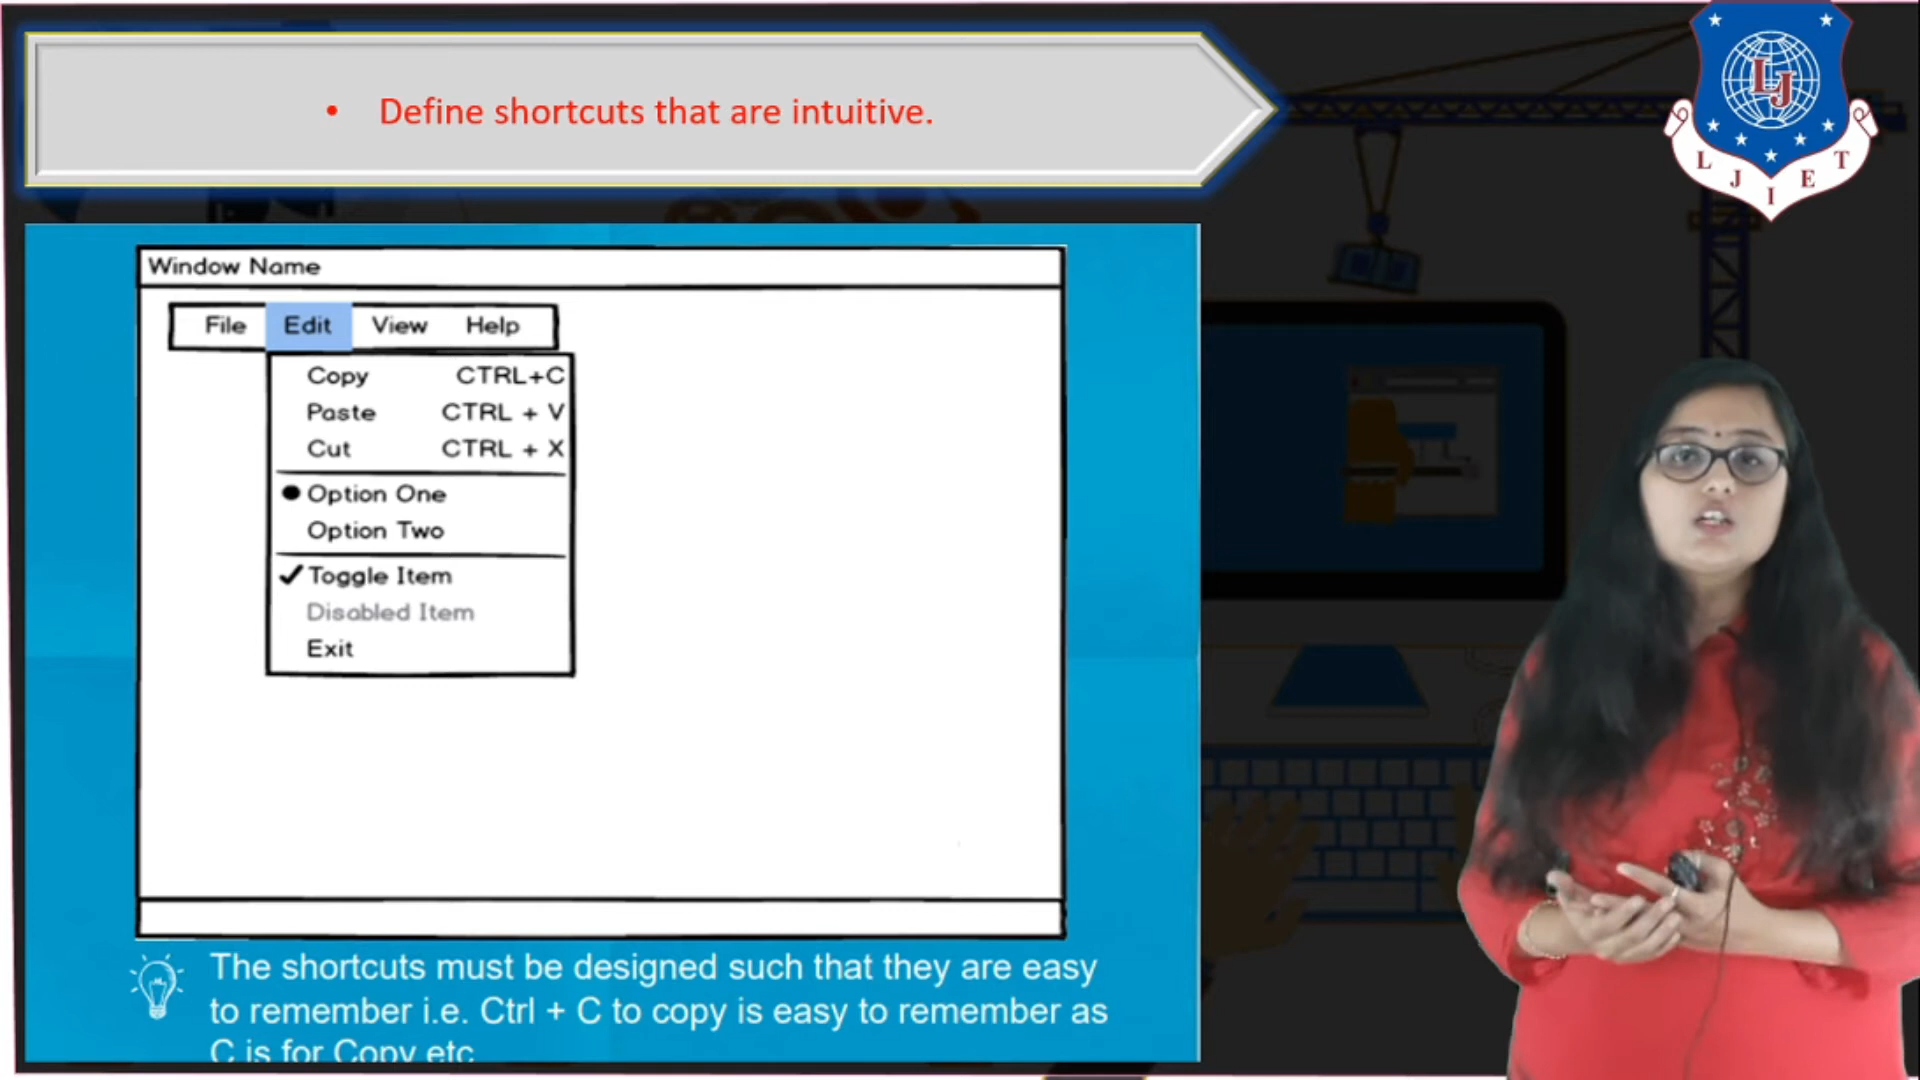 • Define shortcuts that are intuitive.
LJ
L J I E T
Window Name
File Edit View Help
Copy CTRL+C
Paste CTRL + V
Cut CTRL + X
Option One
Option Two
Toggle Item
Disabled Item
Exit
The shortcuts must be designed such that they are easy
to remember i.e. Ctrl + C to copy is easy to remember as
C is for Copy etc